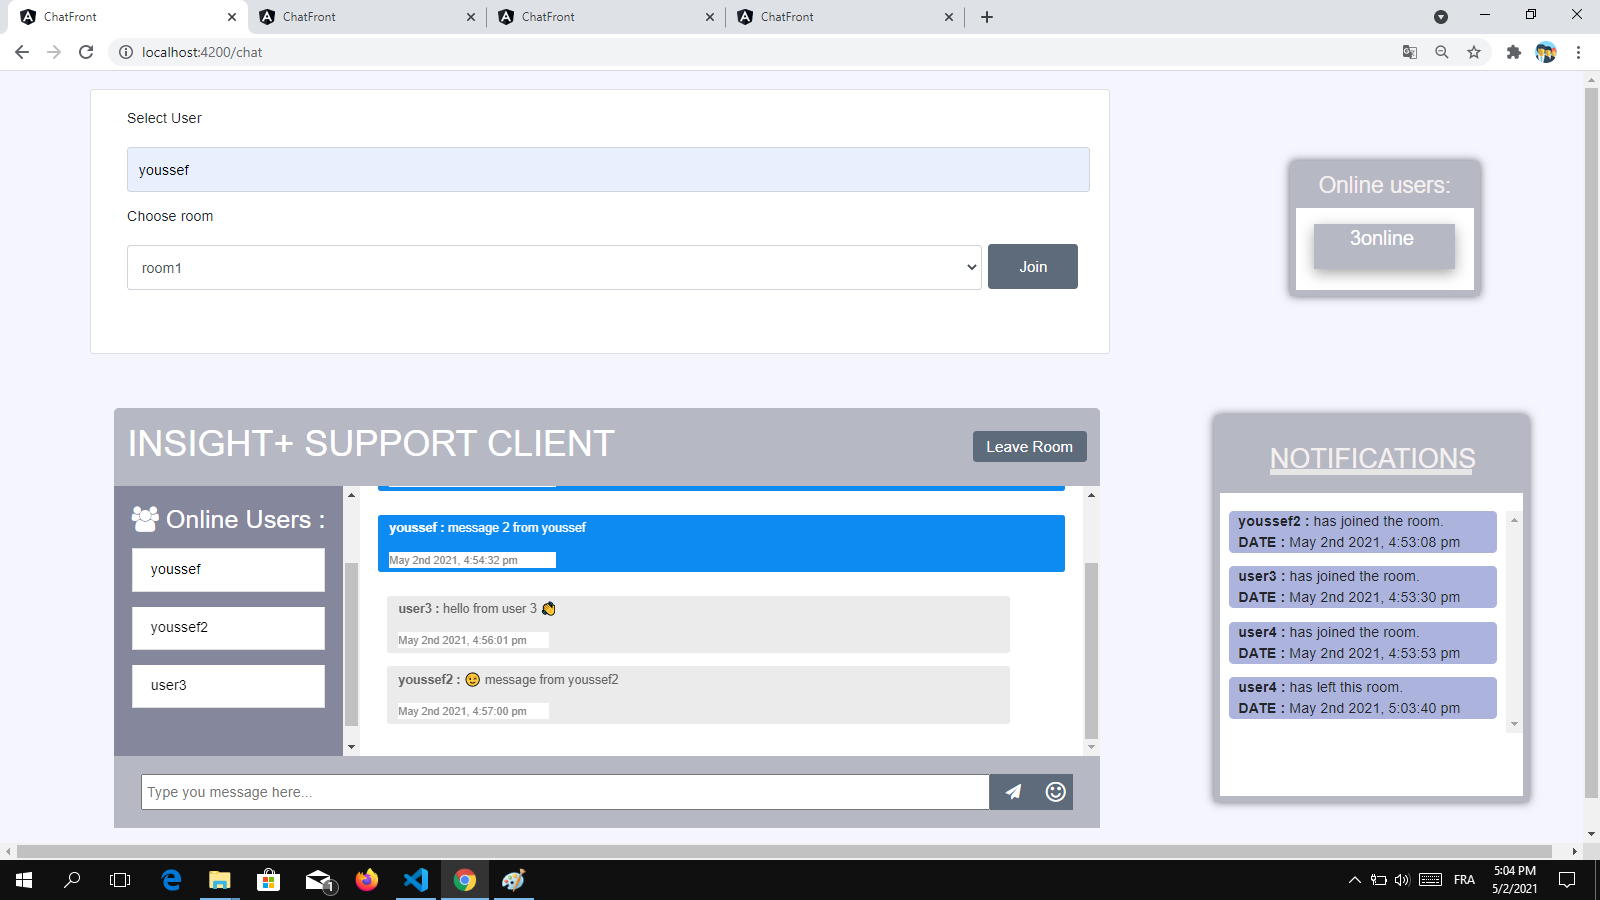 ChatFront
ChatFront
ChatFront
ChatFront
localhost:4200/chat
Select User
youssef
Choose room
room1
Join
Online users:
3online
INSIGHT+ SUPPORT CLIENT
Leave Room
Online Users :
youssef
youssef2
user3
youssef : message 2 from youssef
May 2nd 2021, 4:54:32 pm
user3 : hello from user 3 👏
May 2nd 2021, 4:56:01 pm
youssef2 : 😉 message from youssef2
May 2nd 2021, 4:57:00 pm
Type you message here...
NOTIFICATIONS
youssef2 : has joined the room.
DATE : May 2nd 2021, 4:53:08 pm
user3 : has joined the room.
DATE : May 2nd 2021, 4:53:30 pm
user4 : has joined the room.
DATE : May 2nd 2021, 4:53:53 pm
user4 : has left this room.
DATE : May 2nd 2021, 5:03:40 pm
1
FRA
5:04 PM
5/2/2021